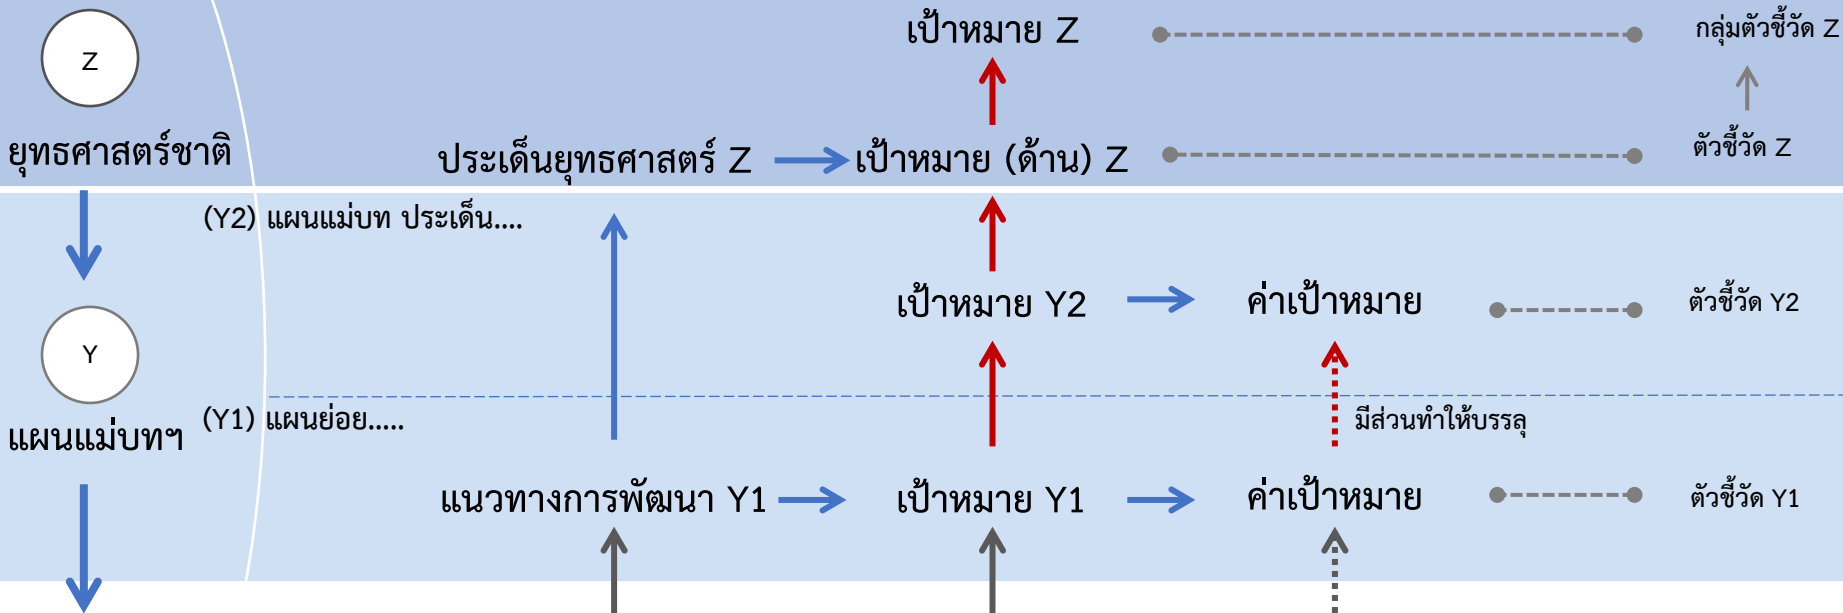 Z
เป้าหมาย Z
กลุ่มตัวชี้วัด Z
ยุทธศาสตร์ชาติ
ประเด็นยุทธศาสตร์ Z
เป้าหมาย (ด้าน) Z
ตัวชี้วัด Z
(Y2) แผนแม่บท ประเด็น....
เป้าหมาย Y2
ค่าเป้าหมาย
ตัวชี้วัด Y2
Y
แผนแม่บทฯ
(Y1) แผนย่อย.....
มีส่วนทำให้บรรลุ
แนวทางการพัฒนา Y1
เป้าหมาย Y1
ค่าเป้าหมาย
ตัวชี้วัด Y1